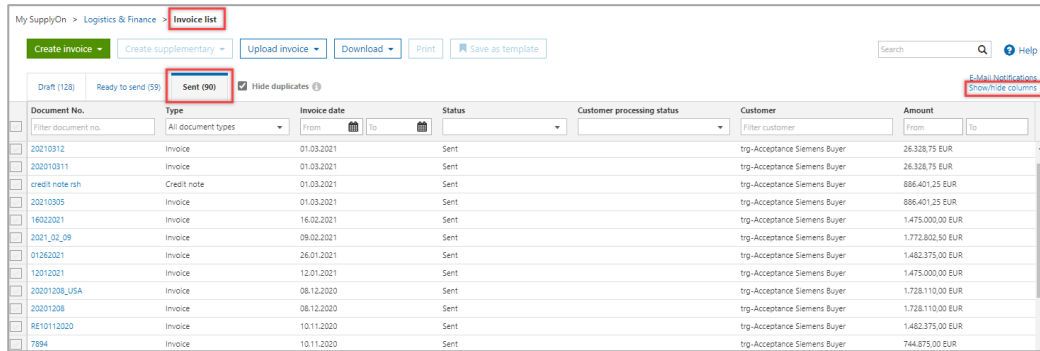 My SupplyOn > Logistics & Finance > Invoice list
Create invoice Create supplementary Upload invoice Download Print Save as template Search Help
E-Mail Notifications
Draft (128) Ready to send (59) Sent (90) Hide duplicates Show/hide columns
Document No. Type Invoice date Status Customer processing status Customer Amount
Filter document no. All document types From To Filter customer From To
20210312 Invoice 01.03.2021 Sent trg-Acceptance Siemens Buyer 26.328,75 EUR
202010311 Invoice 01.03.2021 Sent trg-Acceptance Siemens Buyer 26.328,75 EUR
credit note rsh Credit note 01.03.2021 Sent trg-Acceptance Siemens Buyer 886.401,25 EUR
20210305 Invoice 01.03.2021 Sent trg-Acceptance Siemens Buyer 886.401,25 EUR
16022021 Invoice 16.02.2021 Sent trg-Acceptance Siemens Buyer 1.475.000,00 EUR
2021_02_09 Invoice 09.02.2021 Sent trg-Acceptance Siemens Buyer 1.772.802,50 EUR
01262021 Invoice 26.01.2021 Sent trg-Acceptance Siemens Buyer 1.482.375,00 EUR
12012021 Invoice 12.01.2021 Sent trg-Acceptance Siemens Buyer 1.475.000,00 EUR
20201208_USA Invoice 08.12.2020 Sent trg-Acceptance Siemens Buyer 1.728.110,00 EUR
20201208 Invoice 08.12.2020 Sent trg-Acceptance Siemens Buyer 1.728.110,00 EUR
RE10112020 Invoice 10.11.2020 Sent trg-Acceptance Siemens Buyer 1.482.375,00 EUR
7894 Invoice 10.11.2020 Sent trg-Acceptance Siemens Buyer 744.875,00 EUR